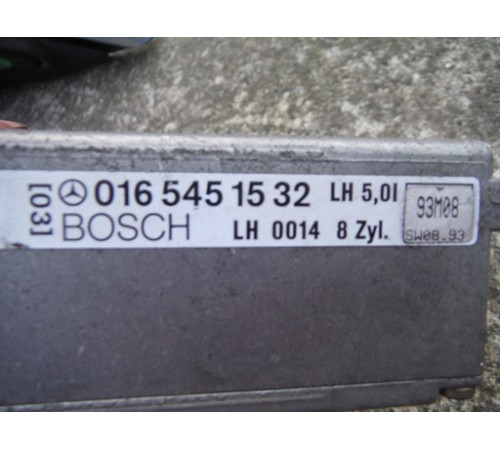 [03]
016 545 15 32 LH 5,0l 93M08
BOSCH LH 0014 8 Zyl. SW08.93